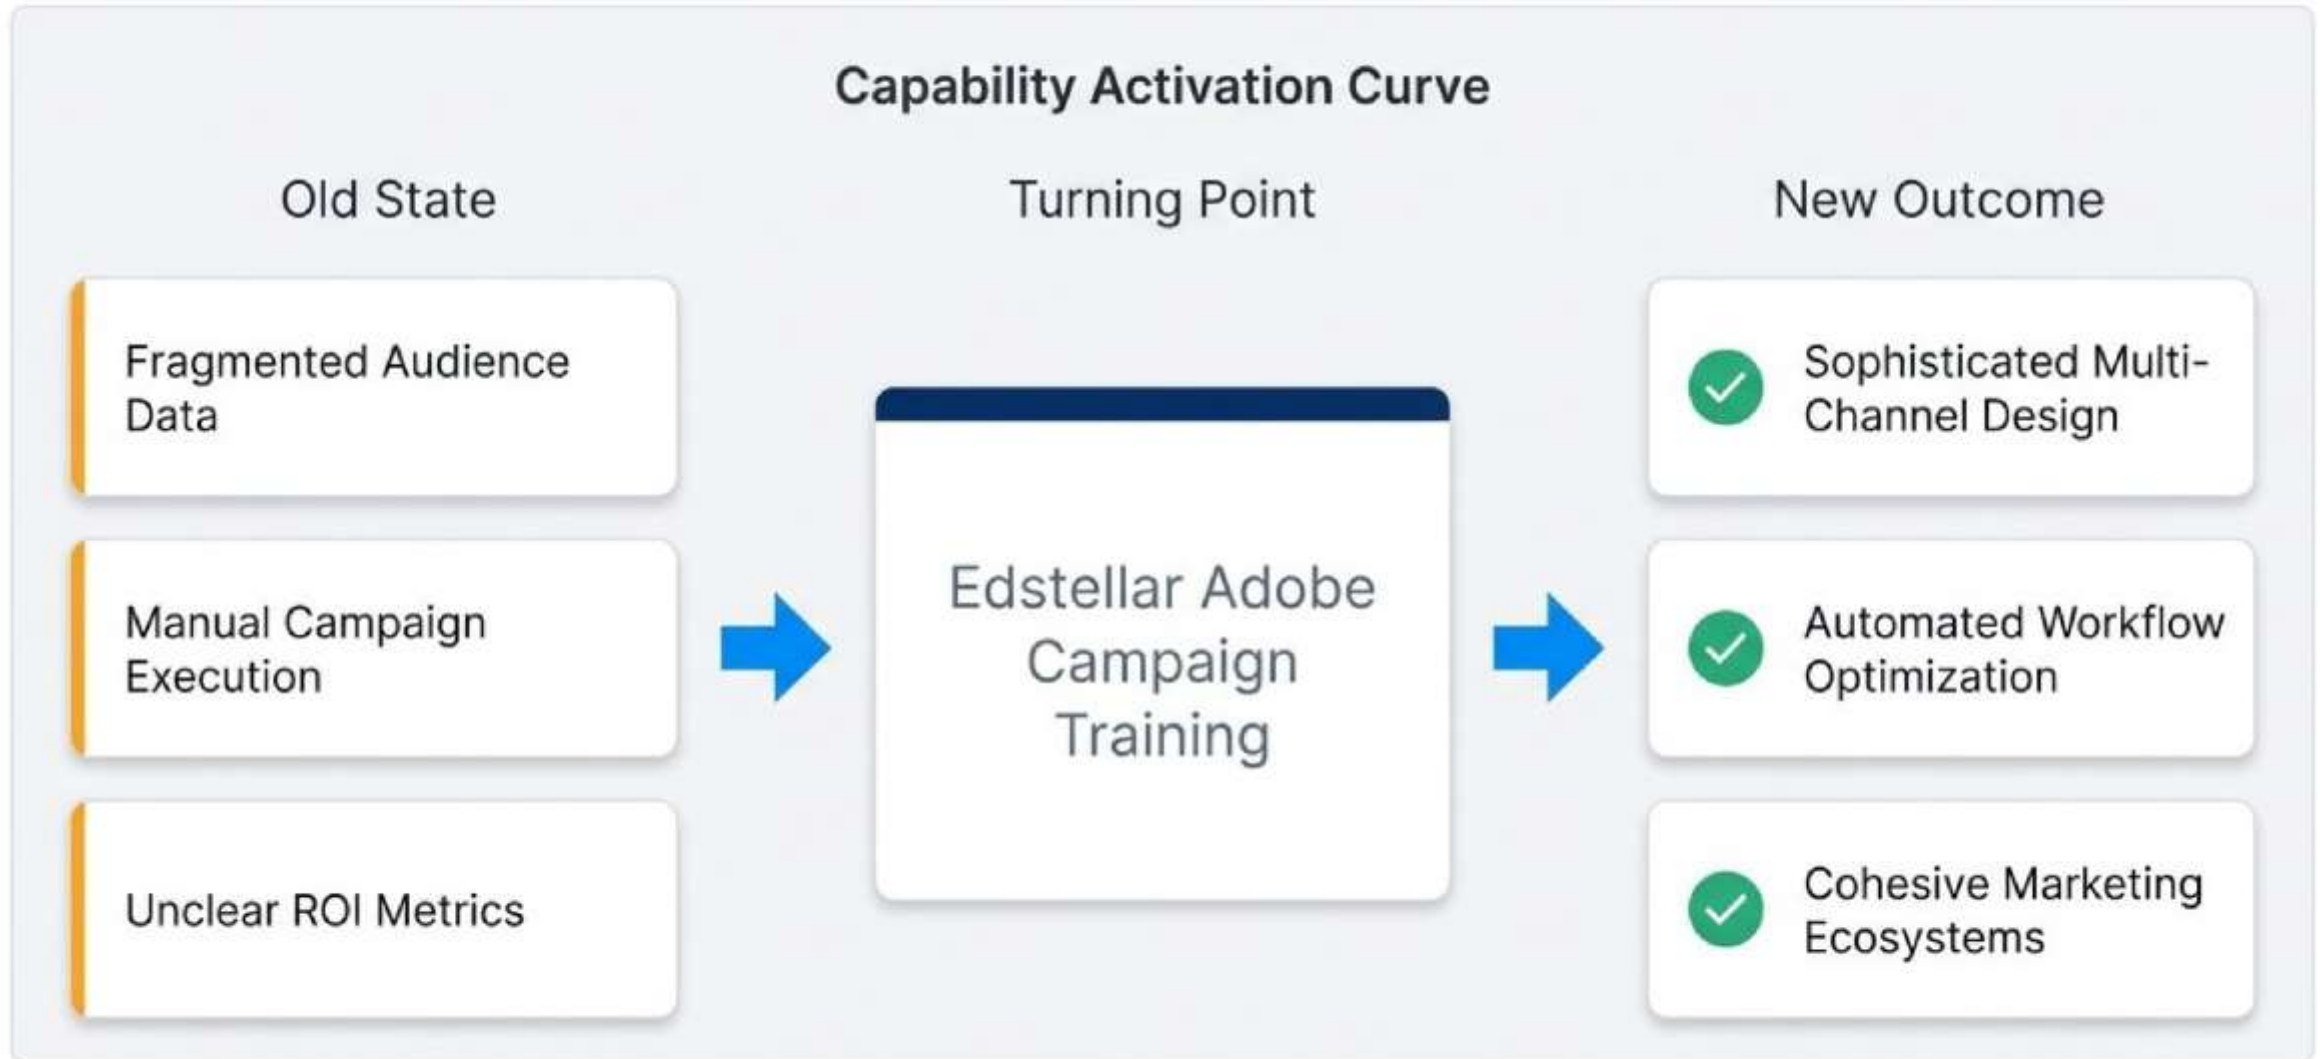 Capability Activation Curve
Old State
Fragmented Audience
Data
Manual Campaign
Execution
Unclear ROI Metrics
Turning Point
Edstellar Adobe
Campaign
Training
New Outcome
Sophisticated Multi-
Channel Design
Automated Workflow
Optimization
Cohesive Marketing
Ecosystems